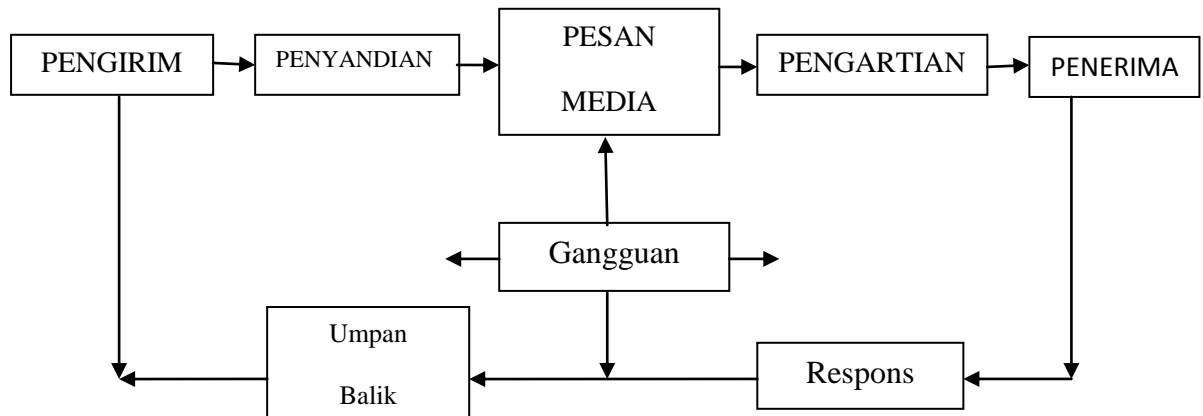 PENGIRIM
PENYANDIAN
PESAN
MEDIA
PENGARTIAN
PENERIMA
Gangguan
Umpan
Balik
Respons